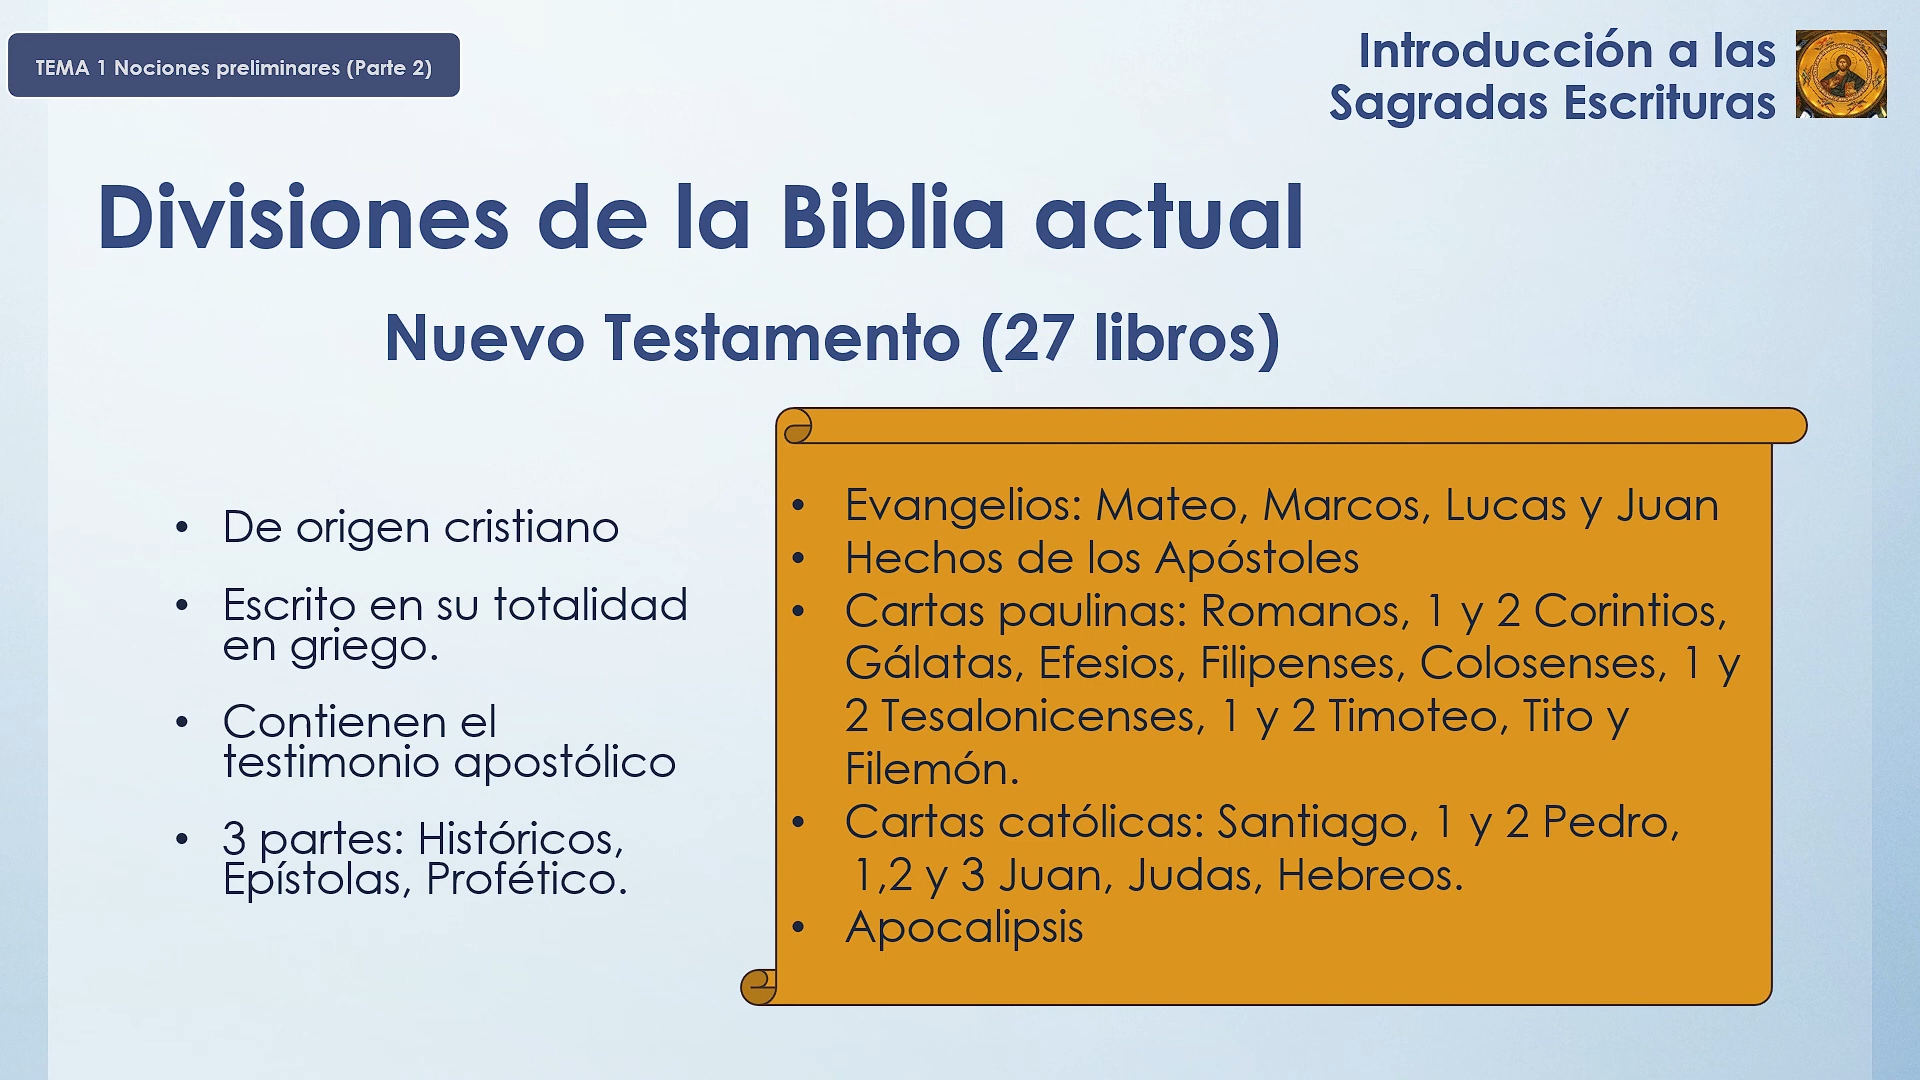 TEMA 1 Nociones preliminares (Parte 2)
Introducción a las
Sagradas Escrituras
Divisiones de la Biblia actual
Nuevo Testamento (27 libros)
• De origen cristiano
• Escrito en su totalidad
en griego.
• Contienen el
testimonio apostólico
• 3 partes: Históricos,
Epístolas, Profético.
• Evangelios: Mateo, Marcos, Lucas y Juan
• Hechos de los Apóstoles
• Cartas paulinas: Romanos, 1 y 2 Corintios,
Gálatas, Efesios, Filipenses, Colosenses, 1 y
2 Tesalonicenses, 1 y 2 Timoteo, Tito y
Filemón.
• Cartas católicas: Santiago, 1 y 2 Pedro,
1,2 y 3 Juan, Judas, Hebreos.
• Apocalipsis